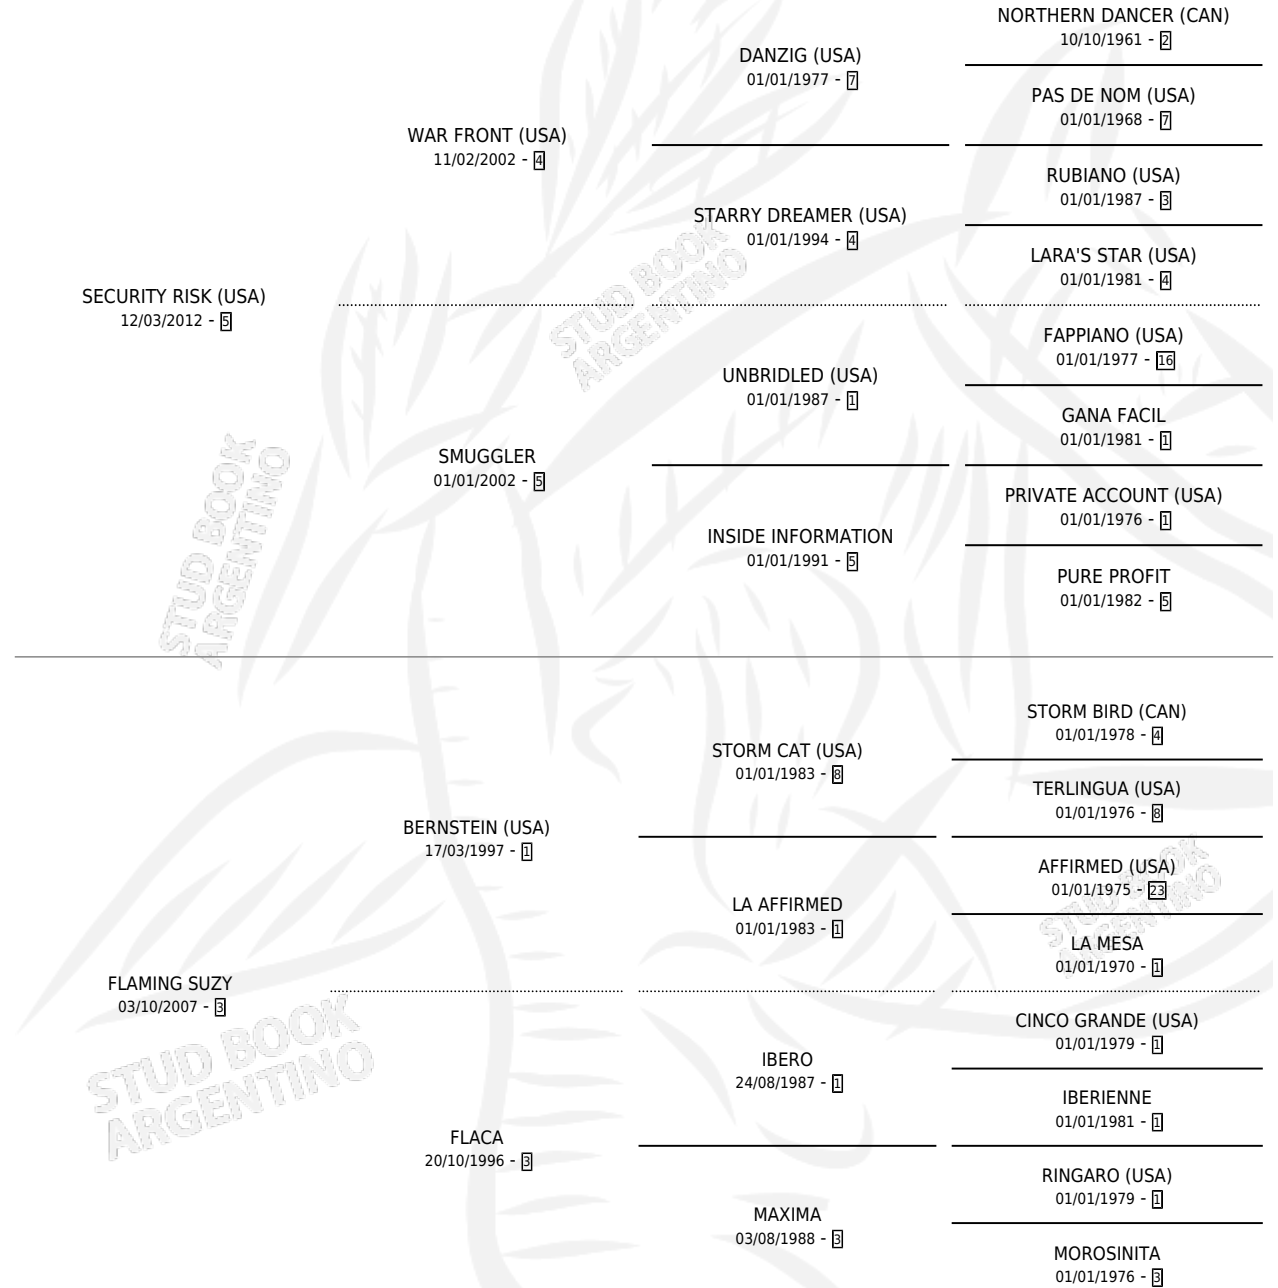 NORTHERN DANCER (CAN)
10/10/1961 - 2
DANZIG (USA)
01/01/1977 - 7
PAS DE NOM (USA)
01/01/1968 - 7
WAR FRONT (USA)
11/02/2002 - 4
RUBIANO (USA)
01/01/1987 - 3
STARRY DREAMER (USA)
01/01/1994 - 4
LARA'S STAR (USA)
01/01/1981 - 4
SECURITY RISK (USA)
12/03/2012 - 5
STUD BOOK
ARGENTINO
FAPPIANO (USA)
01/01/1977 - 16
UNBRIDLED (USA)
01/01/1987 - 1
GANA FACIL
01/01/1981 - 1
SMUGGLER
01/01/2002 - 5
PRIVATE ACCOUNT (USA)
01/01/1976 - 1
INSIDE INFORMATION
01/01/1991 - 5
PURE PROFIT
01/01/1982 - 5
STUD BOOK
ARGENTINO
STORM BIRD (CAN)
01/01/1978 - 4
STORM CAT (USA)
01/01/1983 - 8
TERLINGUA (USA)
01/01/1976 - 8
BERNSTEIN (USA)
17/03/1997 - 1
AFFIRMED (USA)
01/01/1975 - 23
LA AFFIRMED
01/01/1983 - 1
STUD BOOK
ARGENTINO
LA MESA
01/01/1970 - 1
FLAMING SUZY
03/10/2007 - 3
STUD BOOK
ARGENTINO
CINCO GRANDE (USA)
01/01/1979 - 1
IBERO
24/08/1987 - 1
IBERIENNE
01/01/1981 - 1
FLACA
20/10/1996 - 3
RINGARO (USA)
01/01/1979 - 1
MAXIMA
03/08/1988 - 3
MOROSINITA
01/01/1976 - 3